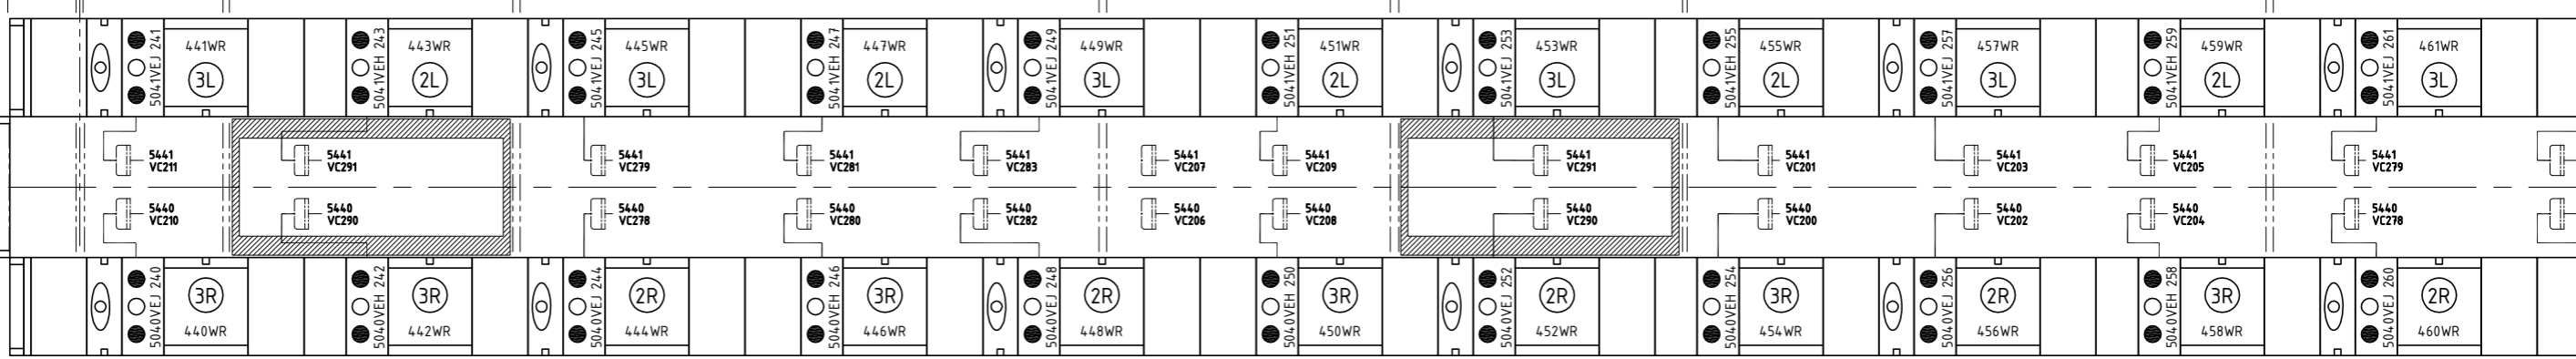 5041VEJ 241
441WR
3L
5041VEH 243
443WR
2L
5041VEJ 245
445WR
3L
5041VEH 247
447WR
2L
5041VEJ 249
449WR
3L
5041VEH 251
451WR
2L
5041VEJ 253
453WR
3L
5041VEH 255
455WR
2L
5041VEJ 257
457WR
3L
5041VEH 259
459WR
2L
5041VEJ 261
461WR
3L
5441
VC211
5441
VC291
5441
VC279
5441
VC281
5441
VC283
5441
VC207
5441
VC209
5441
VC291
5441
VC201
5441
VC203
5441
VC205
5441
VC279
5440
VC210
5440
VC290
5440
VC278
5440
VC280
5440
VC282
5440
VC206
5440
VC208
5440
VC290
5440
VC200
5440
VC202
5440
VC204
5440
VC278
5040VEJ 240
3R
440WR
5040VEH 242
3R
442WR
5040VEJ 244
2R
444WR
5040VEH 246
3R
446WR
5040VEJ 248
2R
448WR
5040VEH 250
3R
450WR
5040VEJ 252
2R
452WR
5040VEH 254
3R
454WR
5040VEJ 256
2R
456WR
5040VEH 258
3R
458WR
5040VEJ 260
2R
460WR